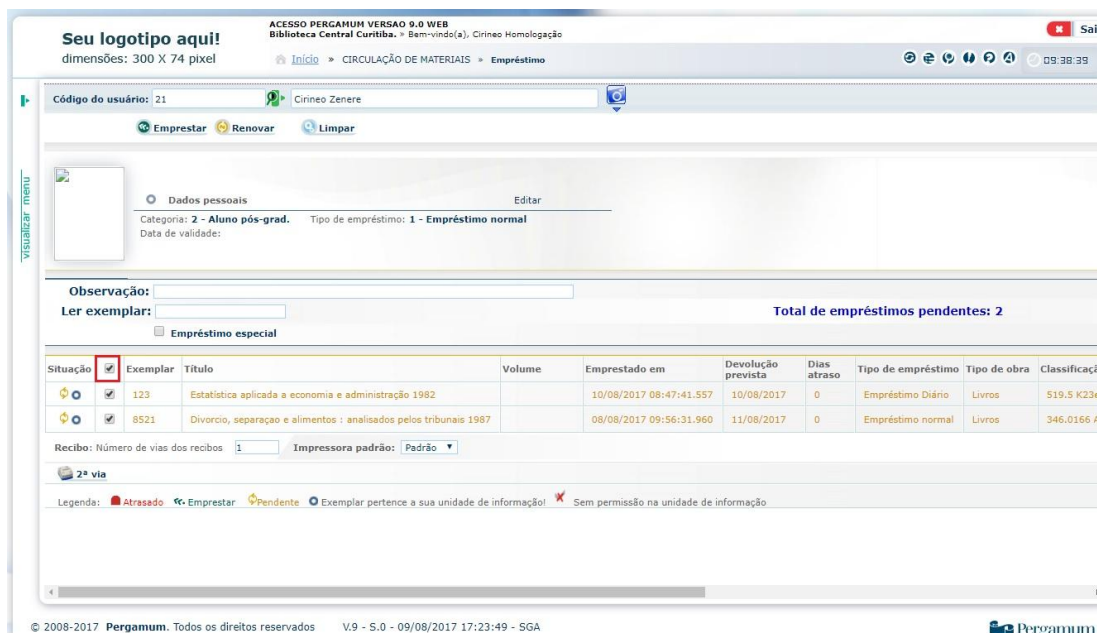 ACESSO PERGAMUM VERSAO 9.0 WEB
Biblioteca Central Curitiba. » Bem-vindo(a), Cirineo Homologação
Sai
Seu logotipo aqui!
dimensões: 300 X 74 pixel
Início » CIRCULAÇÃO DE MATERIAIS » Empréstimo
09:38:39
visualizar menu
Código do usuário: 21 Cirineo Zenere
Emprestar Renovar Limpar
Dados pessoais Editar
Categoria: 2 - Aluno pós-grad. Tipo de empréstimo: 1 - Empréstimo normal
Data de validade:
Observação:
Ler exemplar:
Total de empréstimos pendentes: 2
Empréstimo especial
Situação Exemplar Título Volume Emprestado em Devolução prevista Dias atraso Tipo de empréstimo Tipo de obra Classificaçã
123 Estatística aplicada a economia e administração 1982 10/08/2017 08:47:41.557 10/08/2017 0 Empréstimo Diário Livros 519.5 K23e
8521 Divorcio, separaçao e alimentos : analisados pelos tribunais 1987 08/08/2017 09:56:31.960 11/08/2017 0 Empréstimo normal Livros 346.0166 A
Recibo: Número de vias dos recibos 1 Impressora padrão: Padrão
2ª via
Legenda: Atrasado Emprestar Pendente Exemplar pertence a sua unidade de informação! Sem permissão na unidade de informação
© 2008-2017 Pergamum. Todos os direitos reservados V.9 - S.0 - 09/08/2017 17:23:49 - SGA
Pergamum